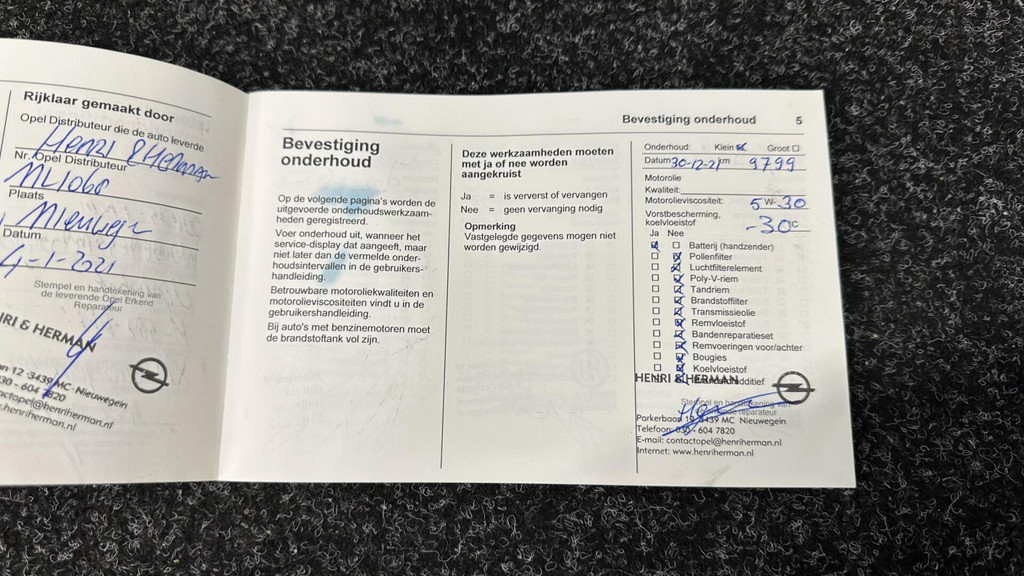 Rijklaar gemaakt door
Opel Distributeur die de auto leverde
Henri & Herman
Nr. Opel Distributeur
NL1060
Plaats
Nieuwegein
Datum
4-1-2021
Stempel en handtekening van
de leverende Opel Erkend
Reparateur
RI & HERMAN
n 12 3439 MC Nieuwegein
030 - 604 7820
actopel@henriherman.nl
.henriherman.nl
Bevestiging
onderhoud
Op de volgende pagina's worden de
uitgevoerde onderhoudswerkzaam-
heden geregistreerd.
Voer onderhoud uit, wanneer het
service-display dat aangeeft, maar
niet later dan de vermelde onder-
houdsintervallen in de gebruikers-
handleiding.
Betrouwbare motoroliekwaliteiten en
motorolieviscositeiten vindt u in de
gebruikershandleiding.
Bij auto's met benzinemotoren moet
de brandstoftank vol zijn.
Deze werkzaamheden moeten
met ja of nee worden
aangekruist
Ja = is ververst of vervangen
Nee = geen vervanging nodig
Opmerking
Vastgelegde gegevens mogen niet
worden gewijzigd.
Bevestiging onderhoud 5
Onderhoud: Klein Groot
Datum 30-12-21 km 9799
Motorolie
Kwaliteit:
Motorolieviscositeit: 5W-30
Vorstbescherming,
koelvloeistof -30c
Ja Nee
Batterij (handzender)
Pollenfilter
Luchtfilterelement
Poly-V-riem
Tandriem
Brandstoffilter
Transmissieolie
Remvloeistof
Bandenreparatieset
Remvoeringen voor/achter
Bougies
Koelvloeistof
HENRI & HERMAN additief
Stempel en handtekening van
reparateur
Parkerbaan 12 3439 MC Nieuwegein
Telefoon: 030 - 604 7820
E-mail: contactopel@henriherman.nl
Internet: www.henriherman.nl